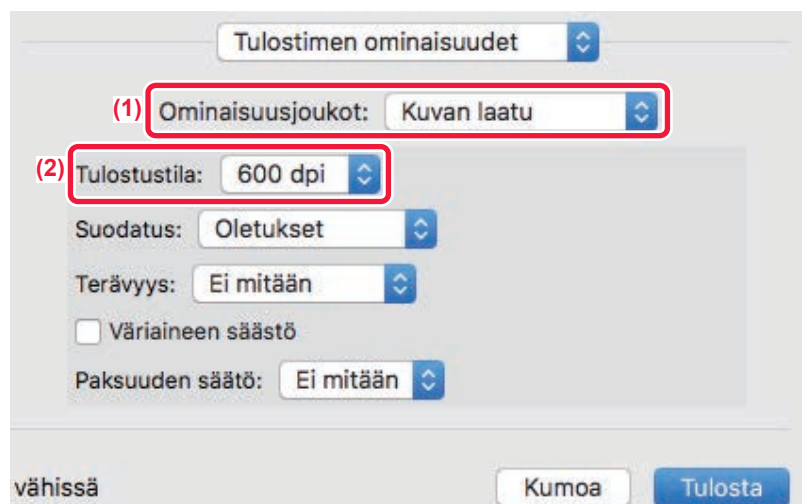 Tulostimen ominaisuudet
(1) Ominaisuusjoukot: Kuvan laatu
(2) Tulostustila: 600 dpi
Suodatus: Oletukset
Terävyys: Ei mitään
Väriaineen säästö
Paksuuden säätö: Ei mitään
vähissä Kumoa Tulosta